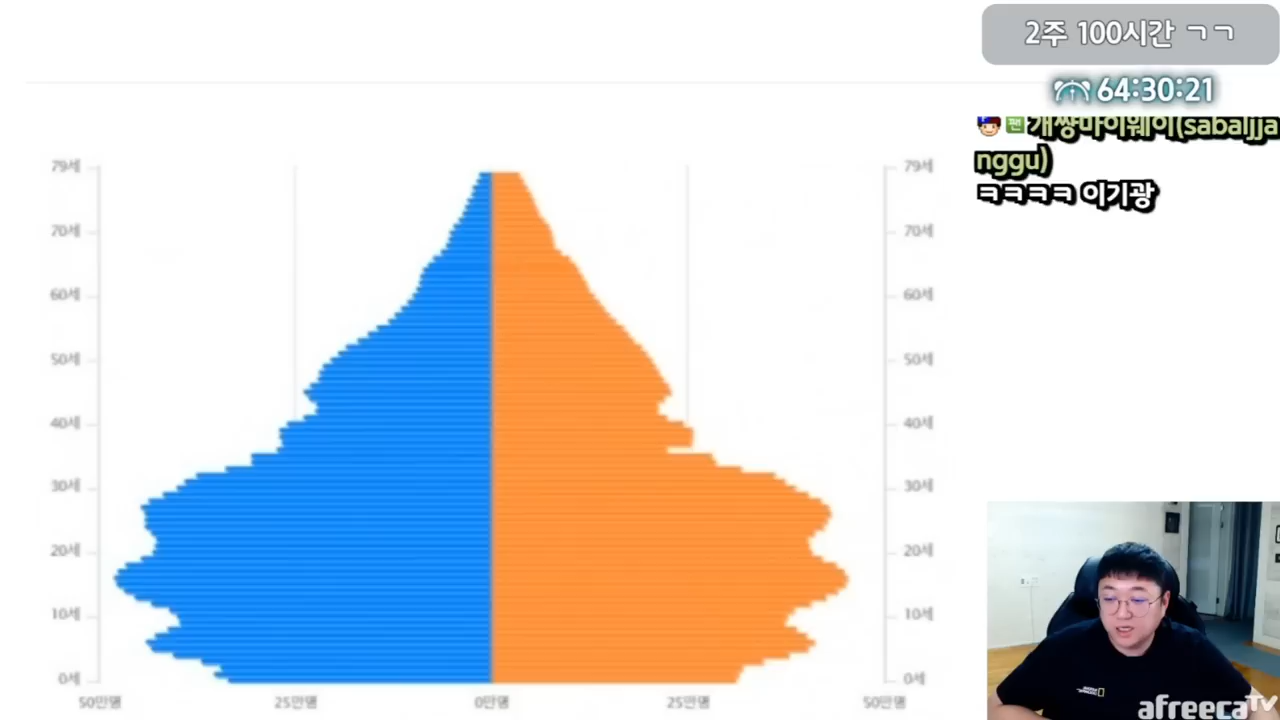 2주 100시간 ㄱㄱ
64:30:21
팬 개쌍마이웨이(sabaljja
nggu)
ㅋㅋㅋㅋ 이기광
79세 79세
70세 70세
60세 60세
50세 50세
40세 40세
30세 30세
20세 20세
10세 10세
0세 0세
50만명 25만명 0만명 25만명 50만명
afreecaTV